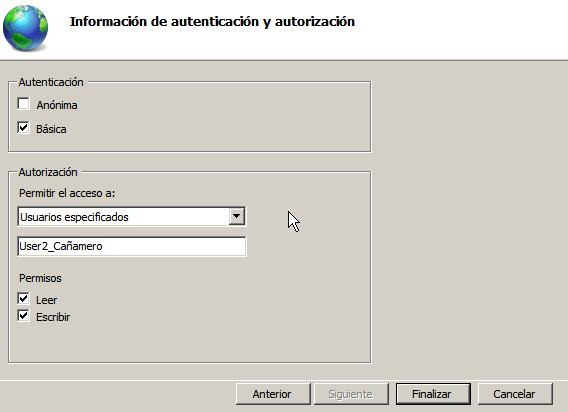 Información de autenticación y autorización
Autenticación
Anónima
Básica
Autorización
Permitir el acceso a:
Usuarios especificados
User2_Cañamero
Permisos
Leer
Escribir
Anterior
Siguiente
Finalizar
Cancelar